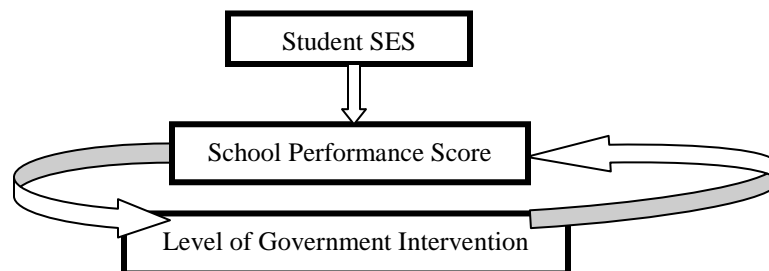 Student SES
School Performance Score
Level of Government Intervention